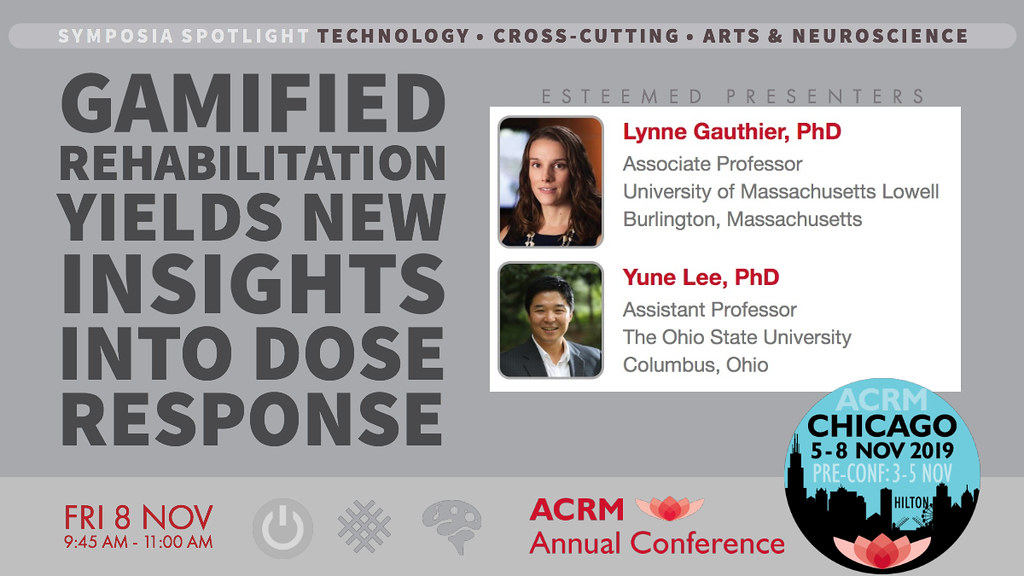 SYMPOSIA SPOTLIGHT TECHNOLOGY • CROSS-CUTTING • ARTS & NEUROSCIENCE
GAMIFIED
REHABILITATION
YIELDS NEW
INSIGHTS
INTO DOSE
RESPONSE
ESTEEMED PRESENTERS
Lynne Gauthier, PhD
Associate Professor
University of Massachusetts Lowell
Burlington, Massachusetts
Yune Lee, PhD
Assistant Professor
The Ohio State University
Columbus, Ohio
FRI 8 NOV
9:45 AM - 11:00 AM
ACRM
Annual Conference
ACRM
CHICAGO
5-8 NOV 2019
PRE-CONF: 3-5 NOV
HILTON